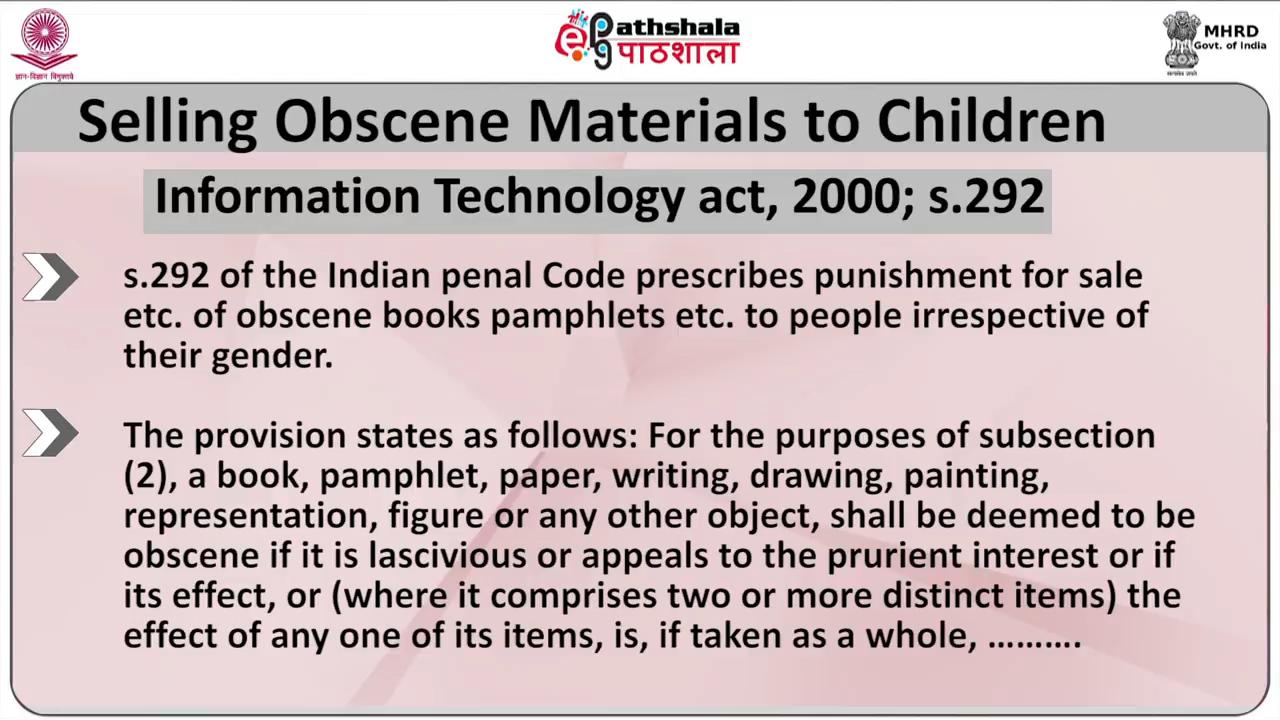 ज्ञान-विज्ञान विमुक्तये
ePG Pathshala
पाठशाला
MHRD
Govt. of India
सत्यमेव जयते
Selling Obscene Materials to Children
Information Technology act, 2000; s.292
s.292 of the Indian penal Code prescribes punishment for sale
etc. of obscene books pamphlets etc. to people irrespective of
their gender.
The provision states as follows: For the purposes of subsection
(2), a book, pamphlet, paper, writing, drawing, painting,
representation, figure or any other object, shall be deemed to be
obscene if it is lascivious or appeals to the prurient interest or if
its effect, or (where it comprises two or more distinct items) the
effect of any one of its items, is, if taken as a whole, ……….